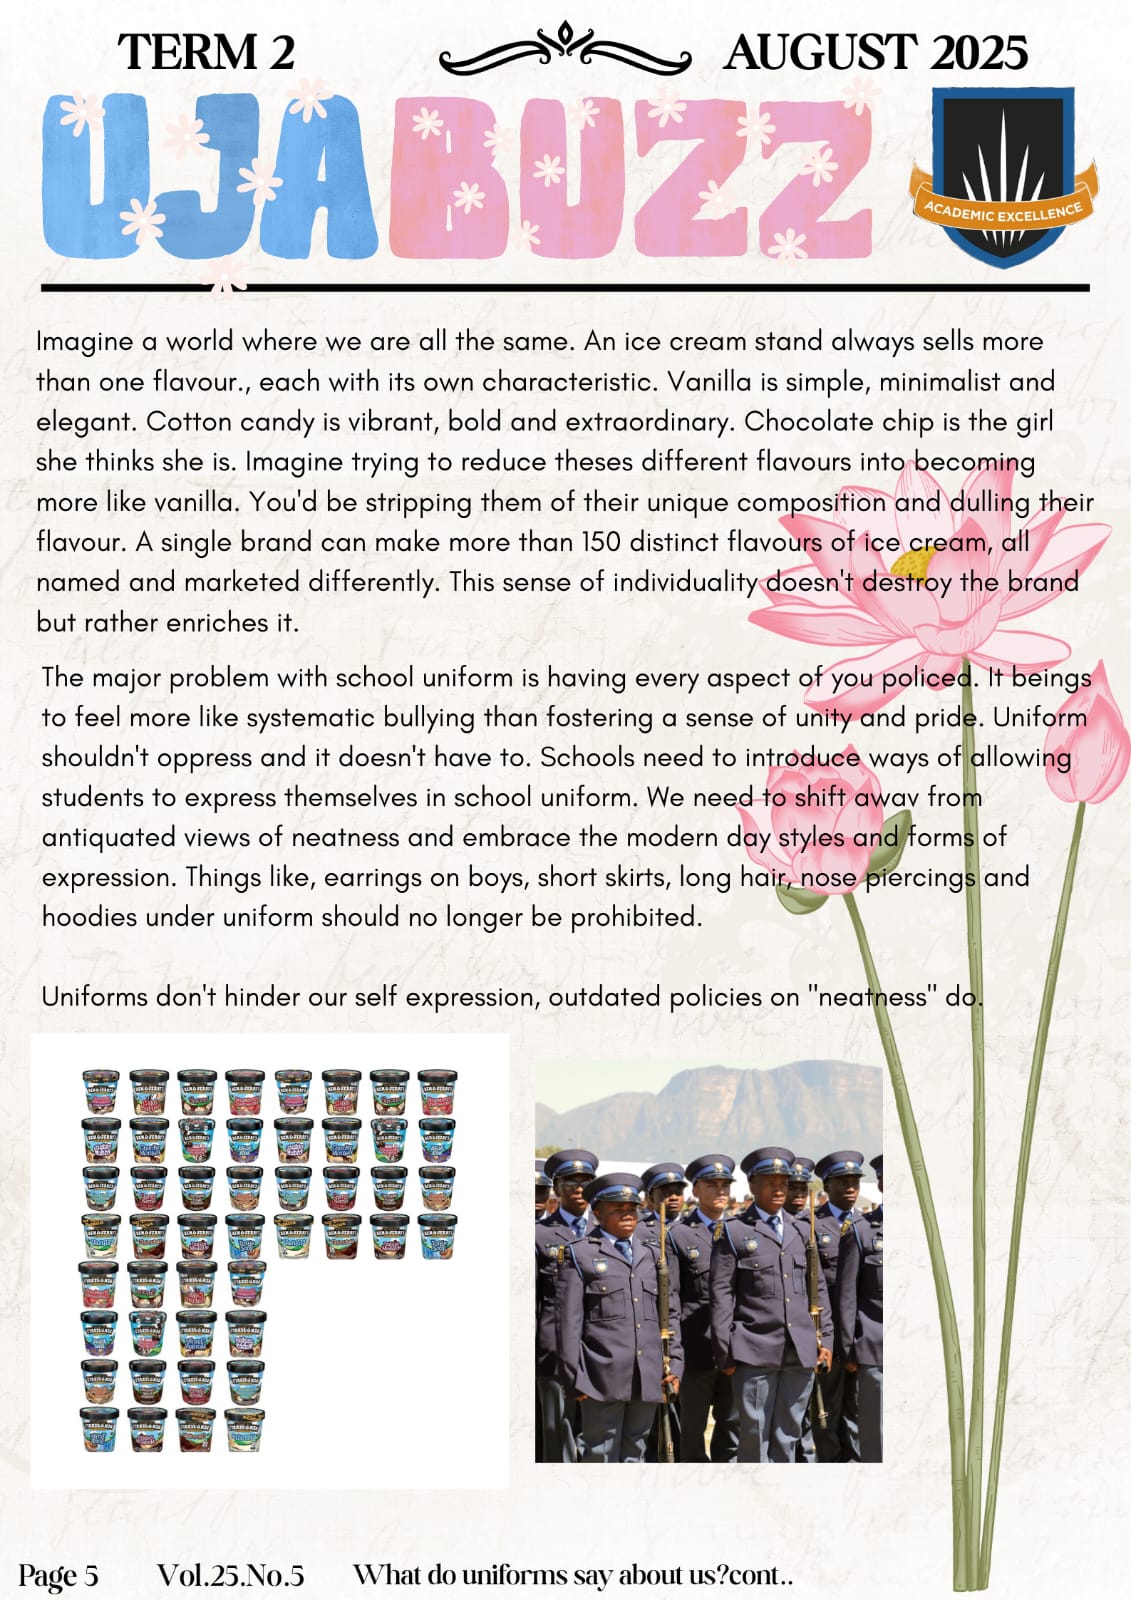 TERM 2
AUGUST 2025
UJABUZZ
ACADEMIC EXCELLENCE
Imagine a world where we are all the same. An ice cream stand always sells more
than one flavour., each with its own characteristic. Vanilla is simple, minimalist and
elegant. Cotton candy is vibrant, bold and extraordinary. Chocolate chip is the girl
she thinks she is. Imagine trying to reduce theses different flavours into becoming
more like vanilla. You'd be stripping them of their unique composition and dulling their
flavour. A single brand can make more than 150 distinct flavours of ice cream, all
named and marketed differently. This sense of individuality doesn't destroy the brand
but rather enriches it.
The major problem with school uniform is having every aspect of you policed. It beings
to feel more like systematic bullying than fostering a sense of unity and pride. Uniform
shouldn't oppress and it doesn't have to. Schools need to introduce ways of allowing
students to express themselves in school uniform. We need to shift away from
antiquated views of neatness and embrace the modern day styles and forms of
expression. Things like, earrings on boys, short skirts, long hair, nose piercings and
hoodies under uniform should no longer be prohibited.
Uniforms don't hinder our self expression, outdated policies on "neatness" do.
Page 5
Vol.25.No.5
What do uniforms say about us?cont..